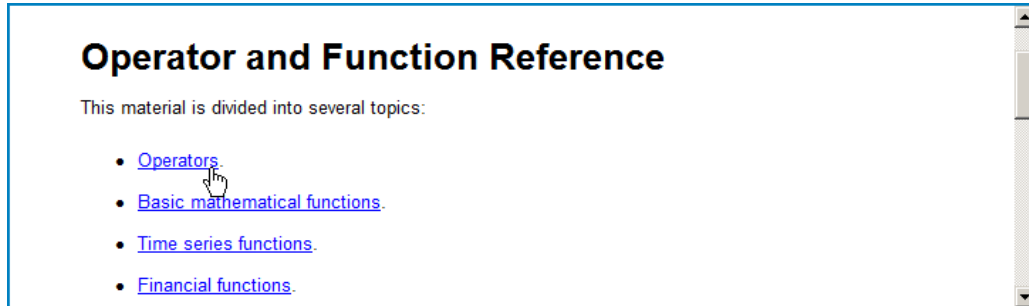 Operator and Function Reference
This material is divided into several topics:
• Operators.
• Basic mathematical functions.
• Time series functions.
• Financial functions.